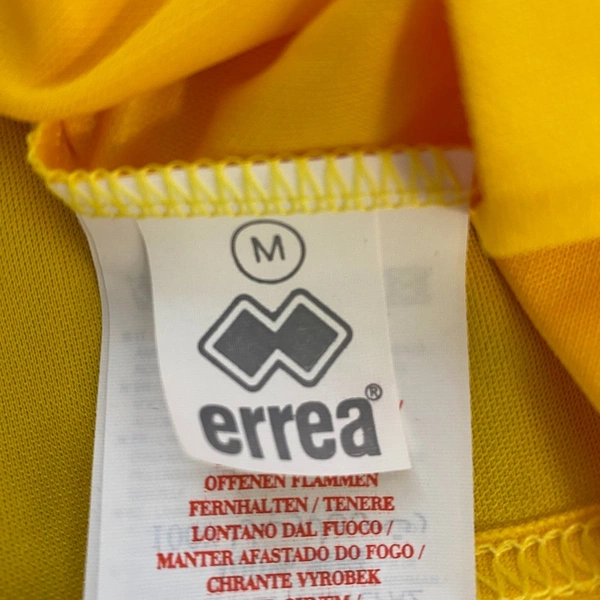 M
errea®
OFFENEN FLAMMEN
FERNHALTEN / TENERE
LONTANO DAL FUOCO /
MANTER AFASTADO DO FOGO /
CHRANTE VYROBEK